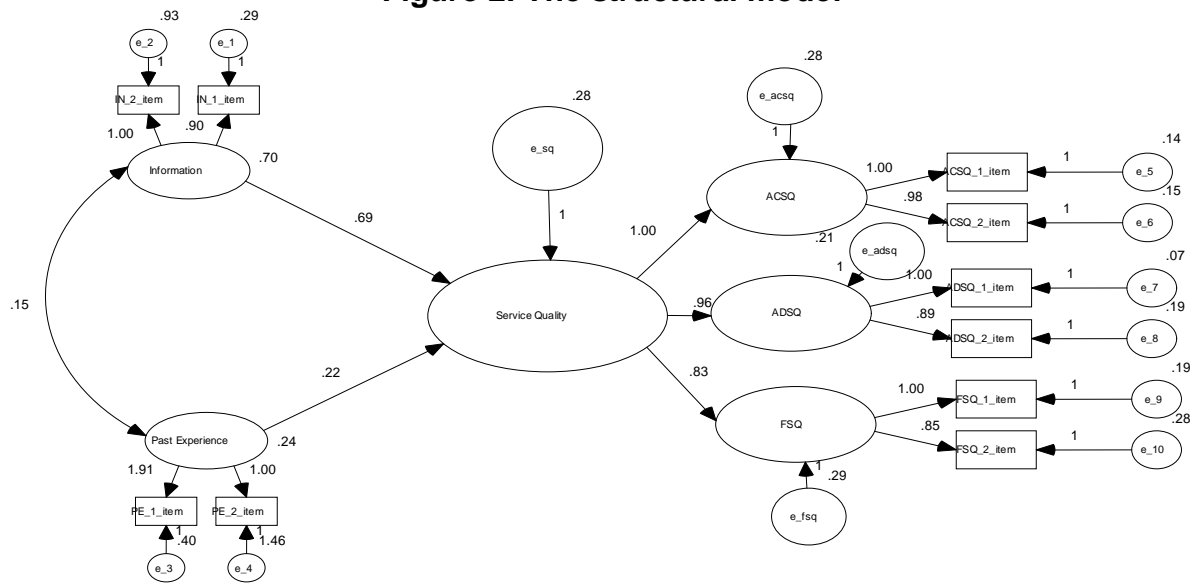 Figure 2. The Structural Model
.93
.29
e_2
e_1
1
1
IN_2_item
IN_1_item
1.00
.90
.70
Information
.69
.15
.22
Past Experience
.24
1.91
1.00
PE_1_item
PE_2_item
1
.40
1
1.46
e_3
e_4
.28
e_sq
1
Service Quality
1.00
.96
.83
.28
e_acsq
1
ACSQ
1.00
.98
ACSQ_1_item
ACSQ_2_item
1
1
.14
e_5
.15
e_6
.21
e_adsq
1
ADSQ
1.00
.89
ADSQ_1_item
ADSQ_2_item
1
1
.07
e_7
.19
e_8
FSQ
1.00
.85
FSQ_1_item
FSQ_2_item
1
1
.19
e_9
.28
e_10
1
.29
e_fsq